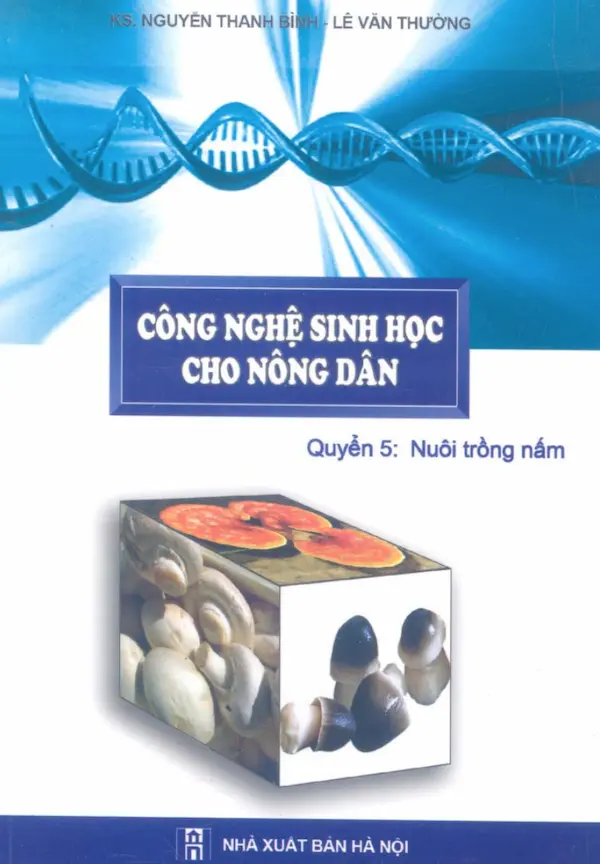 KS. NGUYỄN THANH BÌNH - LÊ VĂN THƯỜNG
CÔNG NGHỆ SINH HỌC
CHO NÔNG DÂN
Quyển 5: Nuôi trồng nấm
NHÀ XUẤT BẢN HÀ NỘI